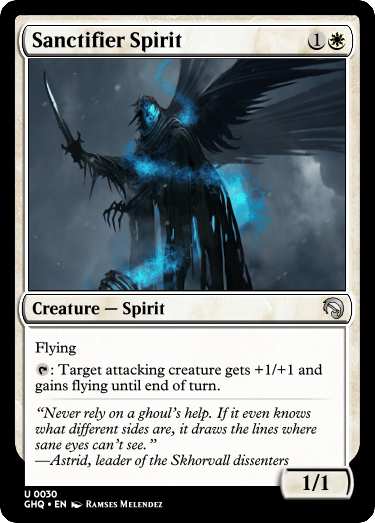 Sanctifier Spirit 1
Creature — Spirit
Flying
: Target attacking creature gets +1/+1 and
gains flying until end of turn.
“Never rely on a ghoul’s help. If it even knows
what different sides are, it draws the lines where
sane eyes can’t see.”
—Astrid, leader of the Skhorvall dissenters
1/1
U 0030
GHQ • EN Ramses Melendez